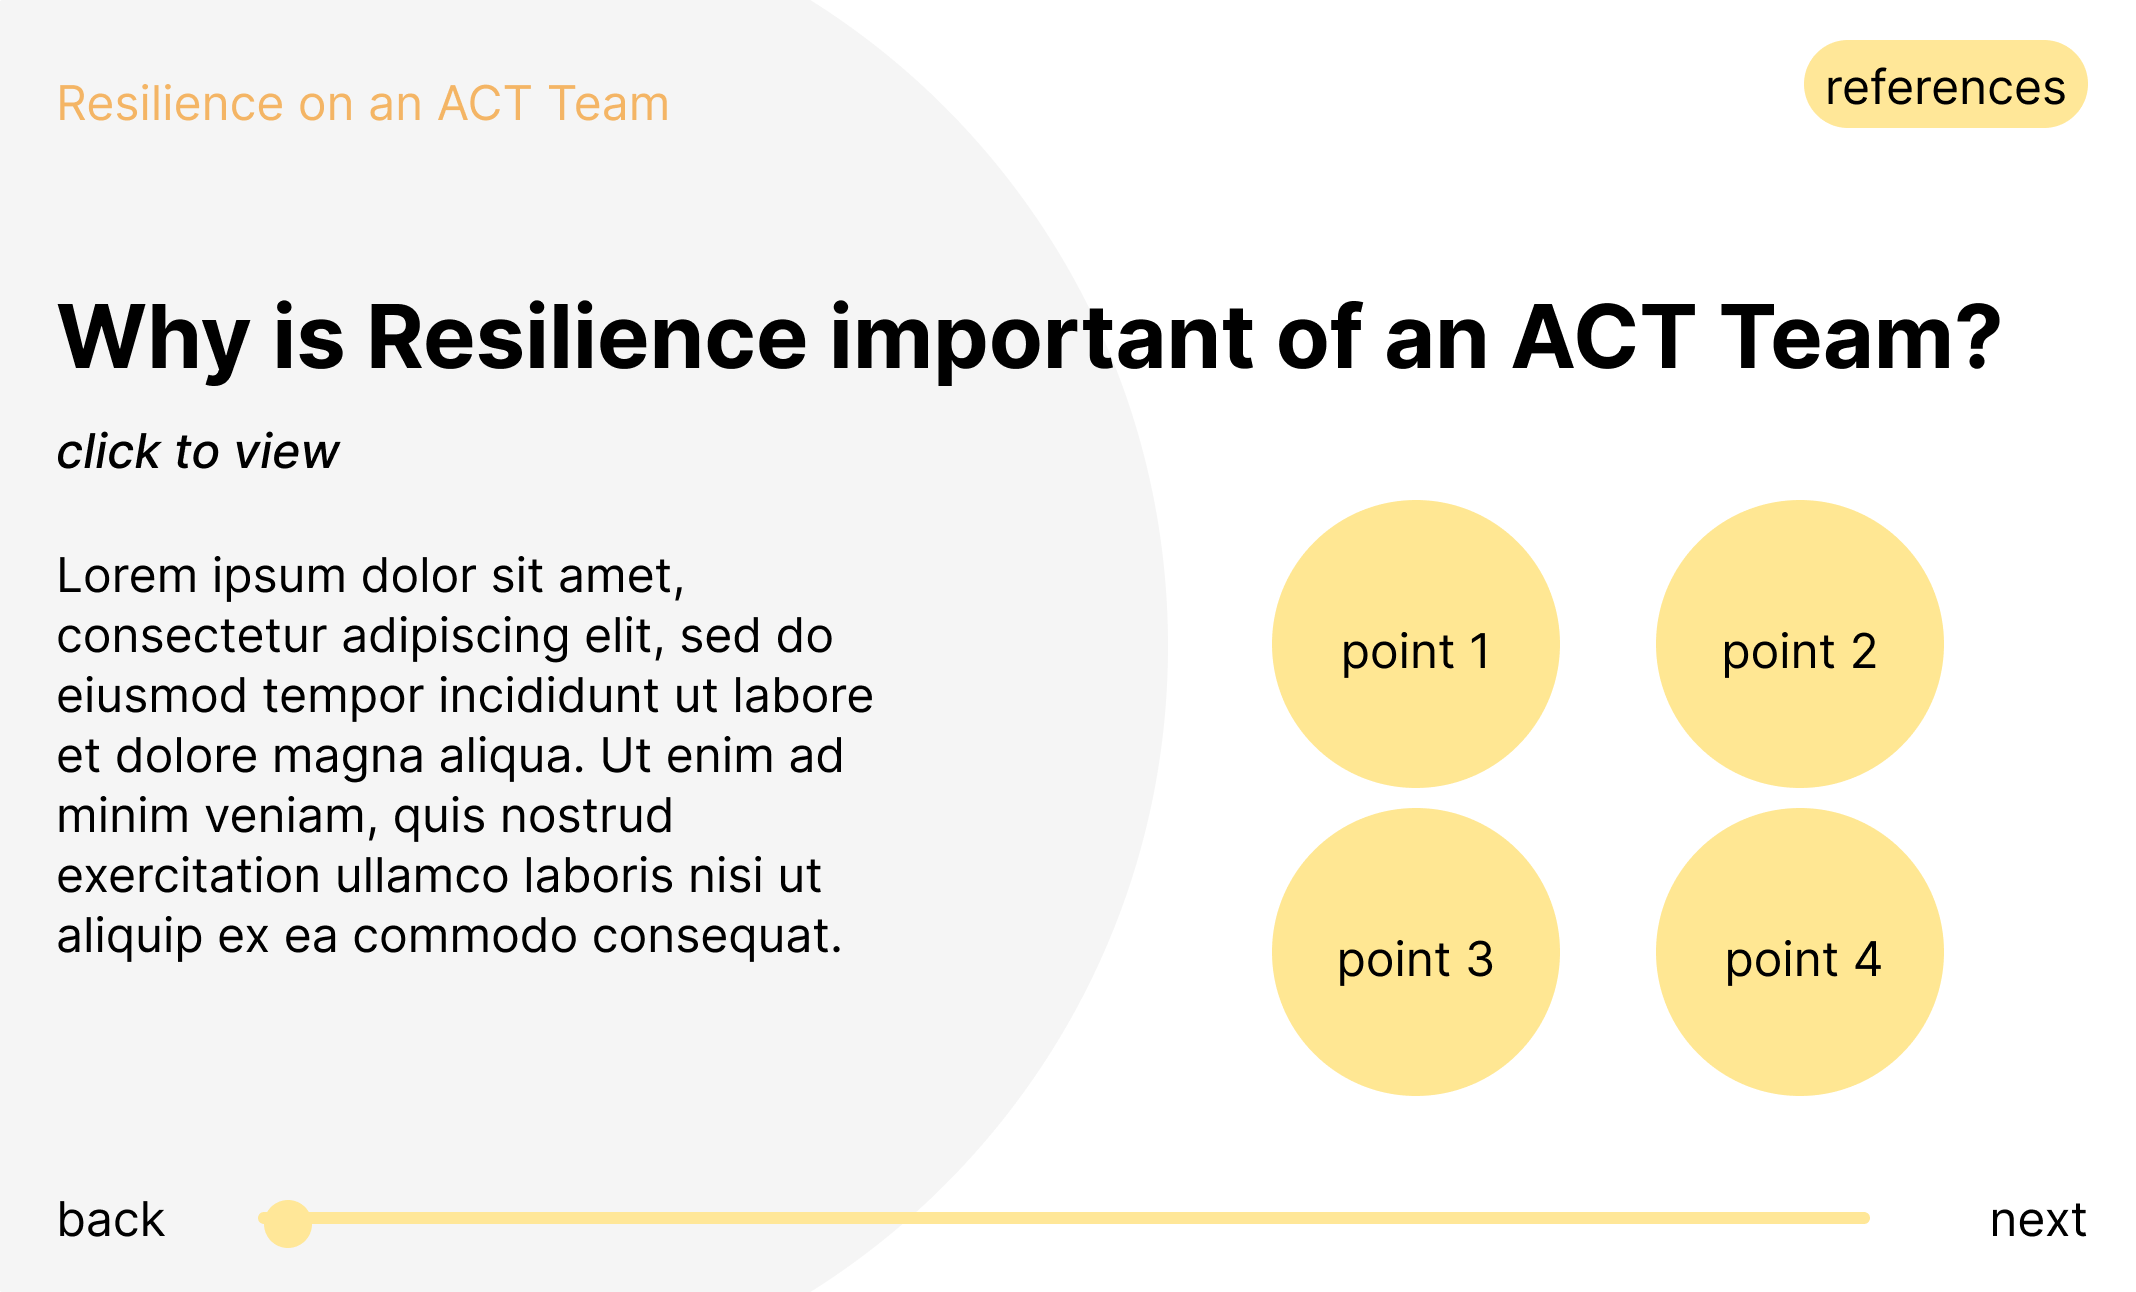 Resilience on an ACT Team
references
Why is Resilience important of an ACT Team?
click to view
Lorem ipsum dolor sit amet,
consectetur adipiscing elit, sed do
eiusmod tempor incididunt ut labore
et dolore magna aliqua. Ut enim ad
minim veniam, quis nostrud
exercitation ullamco laboris nisi ut
aliquip ex ea commodo consequat.
point 1
point 2
point 3
point 4
back
next